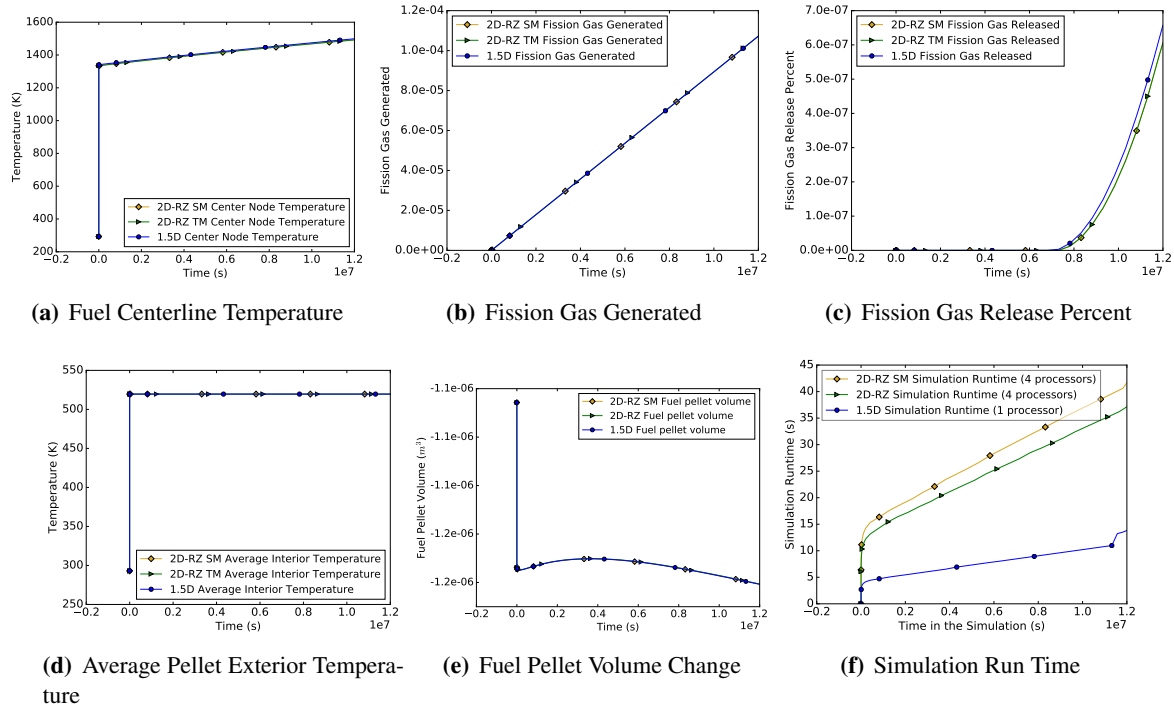 1600
1400
1200
1000
800
600
400
200
Temperature (K)
2D-RZ SM Center Node Temperature
2D-RZ TM Center Node Temperature
1.5D Center Node Temperature
−0.2 0.0 0.2 0.4 0.6 0.8 1.0 1.2
1e7
Time (s)
(a) Fuel Centerline Temperature
1.2e-04
1.0e-04
8.0e-05
6.0e-05
4.0e-05
2.0e-05
0.0e+00
Fission Gas Generated
2D-RZ SM Fission Gas Generated
2D-RZ TM Fission Gas Generated
1.5D Fission Gas Generated
−0.2 0.0 0.2 0.4 0.6 0.8 1.0 1.2
1e7
Time (s)
(b) Fission Gas Generated
7.0e-07
6.0e-07
5.0e-07
4.0e-07
3.0e-07
2.0e-07
1.0e-07
0.0e+00
Fission Gas Release Percent
2D-RZ SM Fission Gas Released
2D-RZ TM Fission Gas Released
1.5D Fission Gas Released
−0.2 0.0 0.2 0.4 0.6 0.8 1.0 1.2
1e7
Time (s)
(c) Fission Gas Release Percent
550
500
450
400
350
300
250
Temperature (K)
2D-RZ SM Average Interior Temperature
2D-RZ TM Average Interior Temperature
1.5D Average Interior Temperature
−0.2 0.0 0.2 0.4 0.6 0.8 1.0 1.2
1e7
Time (s)
(d) Average Pellet Exterior Tempera-
ture
-1.1e-06
-1.1e-06
-1.1e-06
-1.2e-06
-1.2e-06
Fuel Pellet Volume (m³)
2D-RZ SM Fuel pellet volume
2D-RZ Fuel pellet volume
1.5D Fuel pellet volume
−0.2 0.0 0.2 0.4 0.6 0.8 1.0 1.2
1e7
Time (s)
(e) Fuel Pellet Volume Change
45
40
35
30
25
20
15
10
5
0
Simulation Runtime (s)
2D-RZ SM Simulation Runtime (4 processors)
2D-RZ Simulation Runtime (4 processors)
1.5D Simulation Runtime (1 processor)
−0.2 0.0 0.2 0.4 0.6 0.8 1.0 1.2
1e7
Time in the Simulation (s)
(f) Simulation Run Time